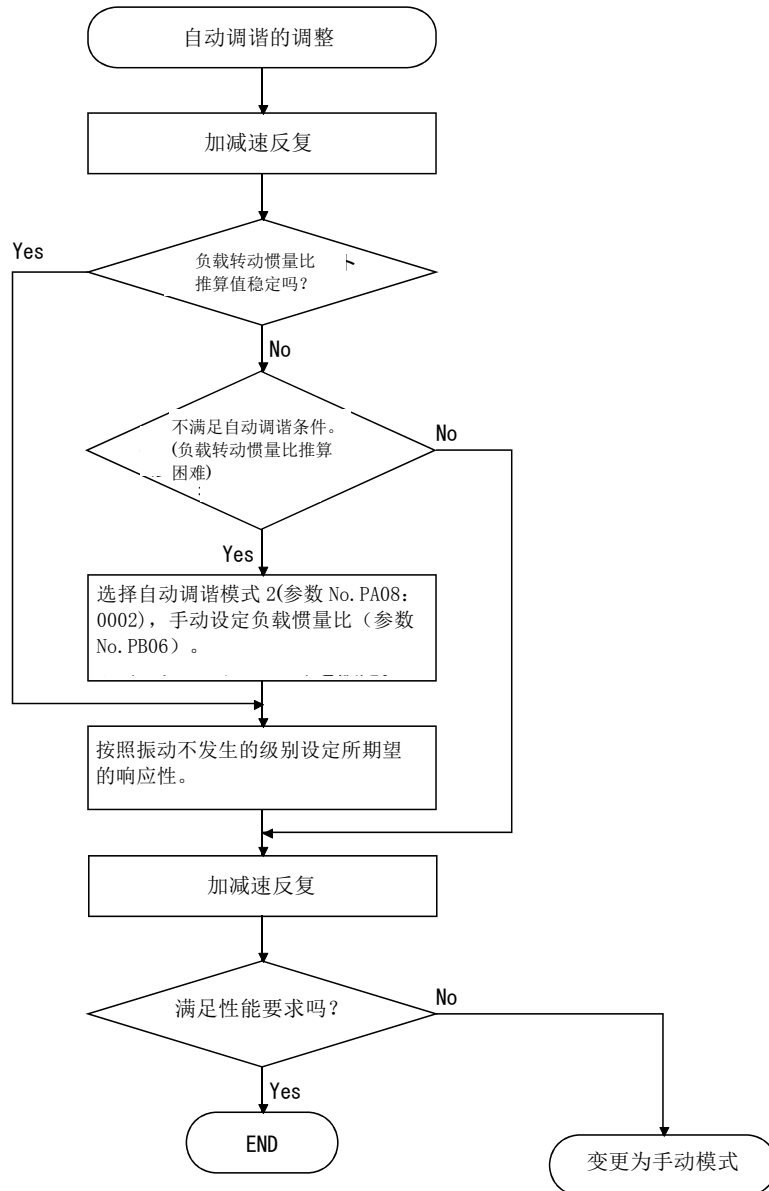 自动调谐的调整
加减速反复
Yes
负载转动惯量比
推算值稳定吗？
No
不满足自动调谐条件。
(负载转动惯量比推算
困难)
No
Yes
选择自动调谐模式 2(参数 No.PA08：
0002)，手动设定负载惯量比（参数
No.PB06）。
按照振动不发生的级别设定所期望
的响应性。
加减速反复
满足性能要求吗？
No
Yes
END
变更为手动模式